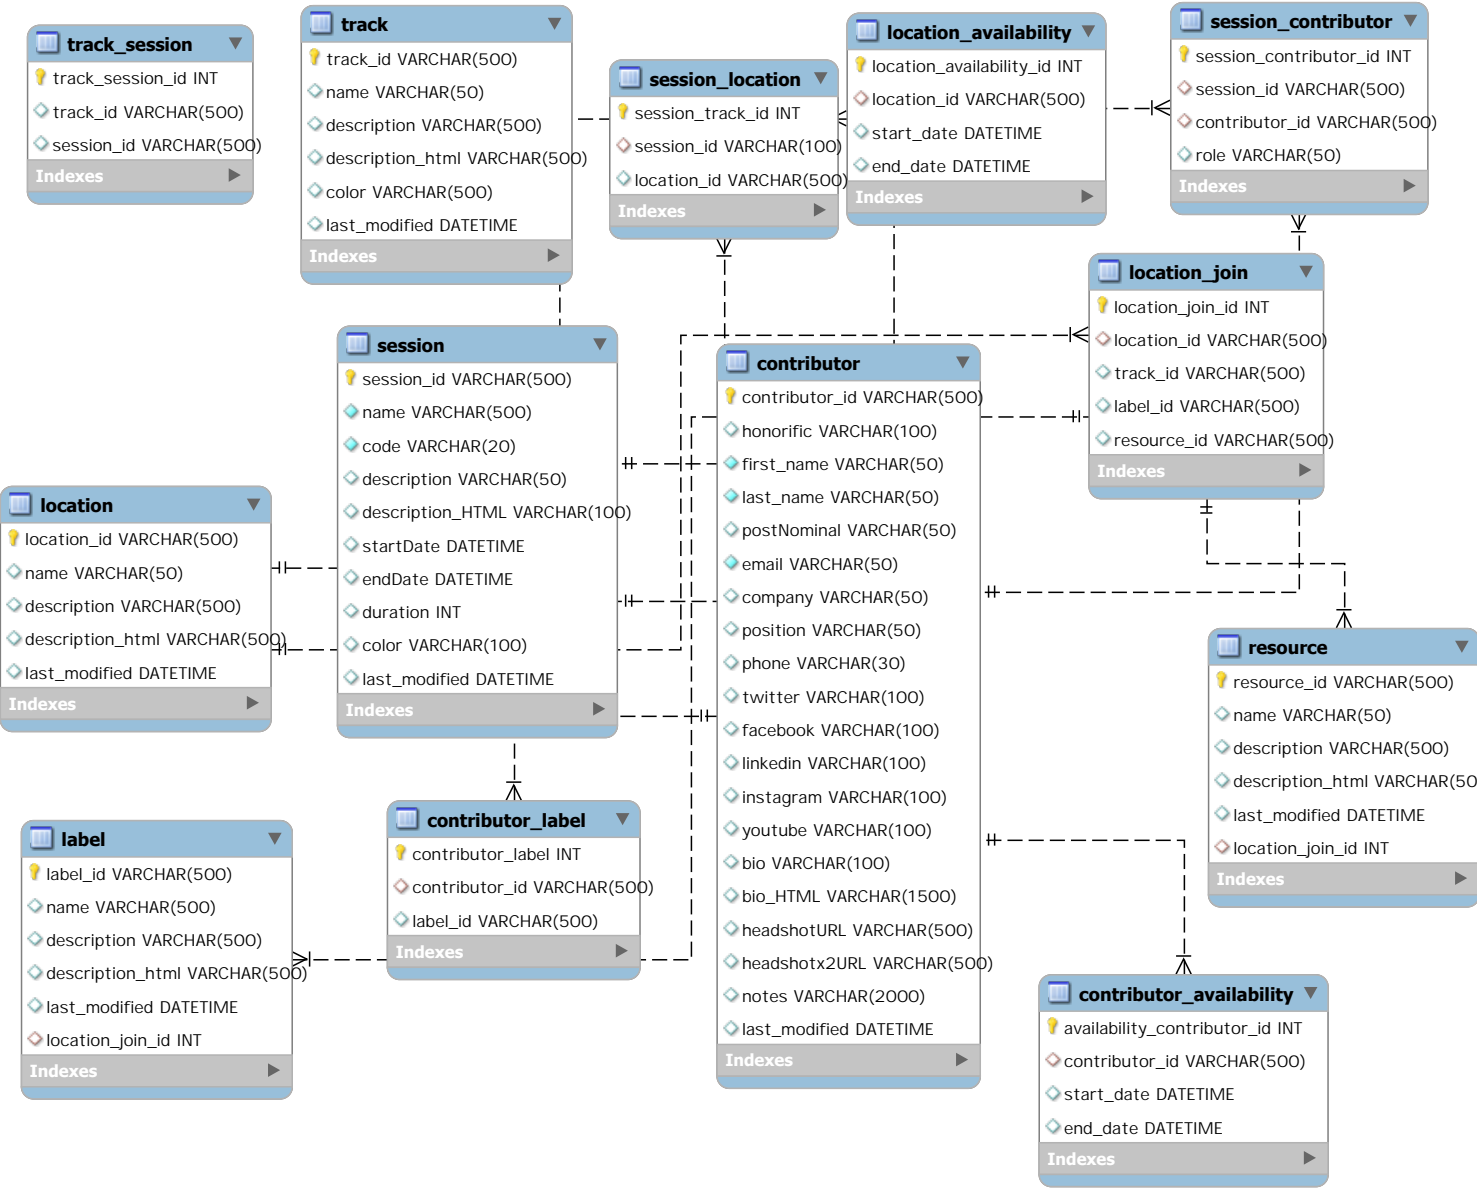 track_session
track_session_id INT
track_id VARCHAR(500)
session_id VARCHAR(500)
Indexes
track
track_id VARCHAR(500)
name VARCHAR(50)
description VARCHAR(500)
description_html VARCHAR(500)
color VARCHAR(500)
last_modified DATETIME
Indexes
session_location
session_track_id INT
session_id VARCHAR(100)
location_id VARCHAR(500)
Indexes
location_availability
location_availability_id INT
location_id VARCHAR(500)
start_date DATETIME
end_date DATETIME
Indexes
session_contributor
session_contributor_id INT
session_id VARCHAR(500)
contributor_id VARCHAR(500)
role VARCHAR(50)
Indexes
location_join
location_join_id INT
location_id VARCHAR(500)
track_id VARCHAR(500)
label_id VARCHAR(500)
resource_id VARCHAR(500)
Indexes
session
session_id VARCHAR(500)
name VARCHAR(500)
code VARCHAR(20)
description VARCHAR(50)
description_HTML VARCHAR(100)
startDate DATETIME
endDate DATETIME
duration INT
color VARCHAR(100)
last_modified DATETIME
Indexes
contributor
contributor_id VARCHAR(500)
honorific VARCHAR(100)
first_name VARCHAR(50)
last_name VARCHAR(50)
postNominal VARCHAR(50)
email VARCHAR(50)
company VARCHAR(50)
position VARCHAR(50)
phone VARCHAR(30)
twitter VARCHAR(100)
facebook VARCHAR(100)
linkedin VARCHAR(100)
instagram VARCHAR(100)
youtube VARCHAR(100)
bio VARCHAR(100)
bio_HTML VARCHAR(1500)
headshotURL VARCHAR(500)
headshotx2URL VARCHAR(500)
notes VARCHAR(2000)
last_modified DATETIME
Indexes
location
location_id VARCHAR(500)
name VARCHAR(50)
description VARCHAR(500)
description_html VARCHAR(500)
last_modified DATETIME
Indexes
resource
resource_id VARCHAR(500)
name VARCHAR(50)
description VARCHAR(500)
description_html VARCHAR(50
last_modified DATETIME
location_join_id INT
Indexes
label
label_id VARCHAR(500)
name VARCHAR(500)
description VARCHAR(500)
description_html VARCHAR(500)
last_modified DATETIME
location_join_id INT
Indexes
contributor_label
contributor_label INT
contributor_id VARCHAR(500)
label_id VARCHAR(500)
Indexes
contributor_availability
availability_contributor_id INT
contributor_id VARCHAR(500)
start_date DATETIME
end_date DATETIME
Indexes